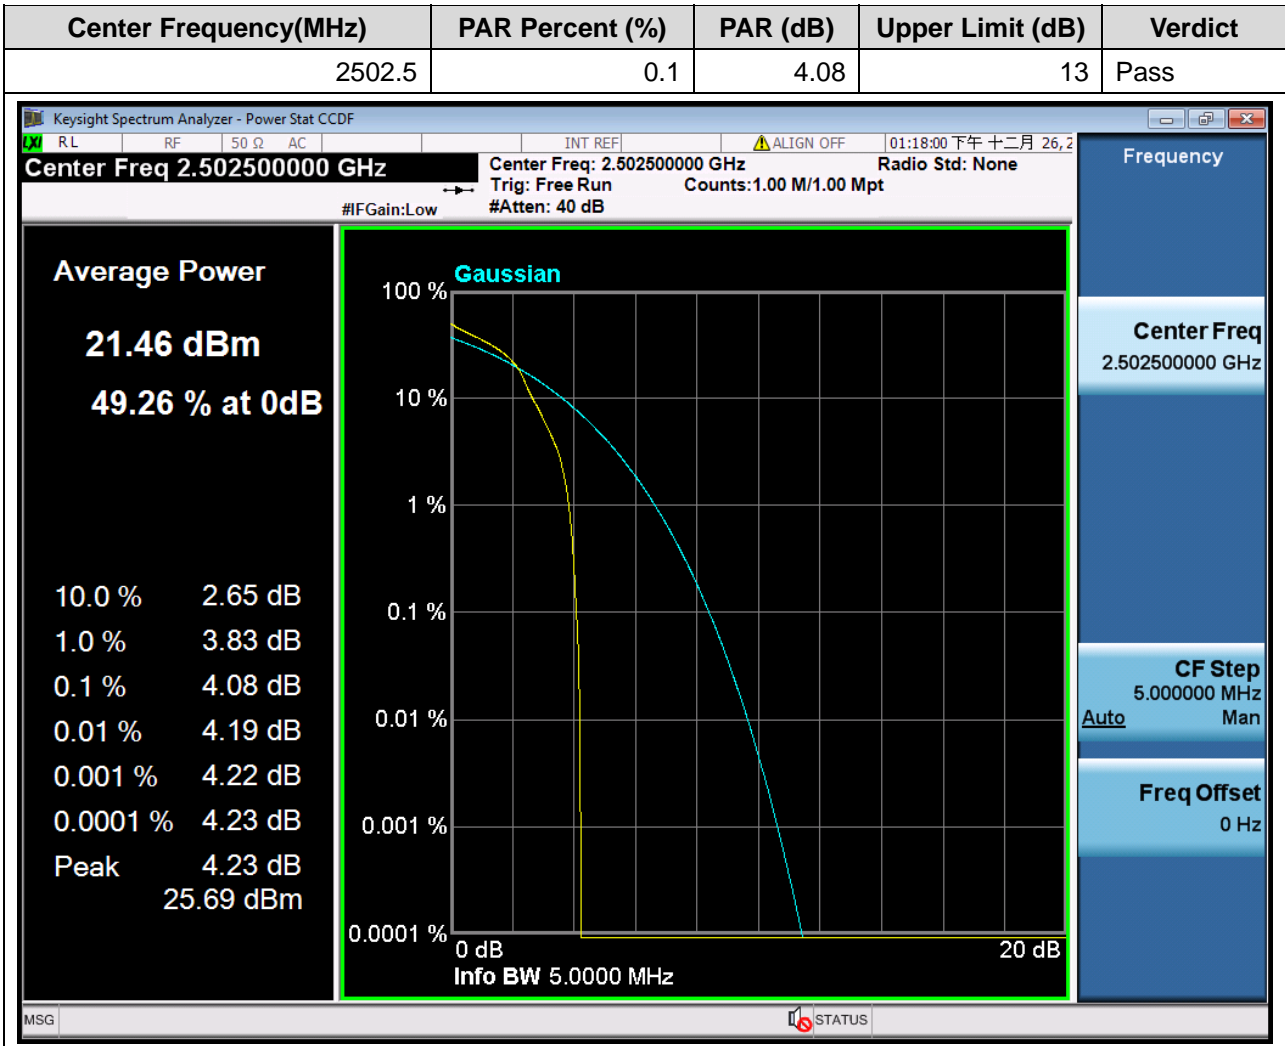 Center Frequency(MHz) PAR Percent (%) PAR (dB) Upper Limit (dB) Verdict
2502.5 0.1 4.08 13 Pass
Keysight Spectrum Analyzer - Power Stat CCDF
LXI RL RF 50 Ω AC INT REF ALIGN OFF 01:18:00 下午 十二月 26, 2
Center Freq 2.502500000 GHz
Center Freq: 2.502500000 GHz Radio Std: None
Trig: Free Run Counts:1.00 M/1.00 Mpt
#IFGain:Low #Atten: 40 dB
Average Power
21.46 dBm
49.26 % at 0dB
10.0 % 2.65 dB
1.0 % 3.83 dB
0.1 % 4.08 dB
0.01 % 4.19 dB
0.001 % 4.22 dB
0.0001 % 4.23 dB
Peak 4.23 dB
25.69 dBm
Gaussian
100 %
10 %
1 %
0.1 %
0.01 %
0.001 %
0.0001 %
0 dB 20 dB
Info BW 5.0000 MHz
Frequency
Center Freq
2.502500000 GHz
CF Step
5.000000 MHz
Auto Man
Freq Offset
0 Hz
MSG STATUS